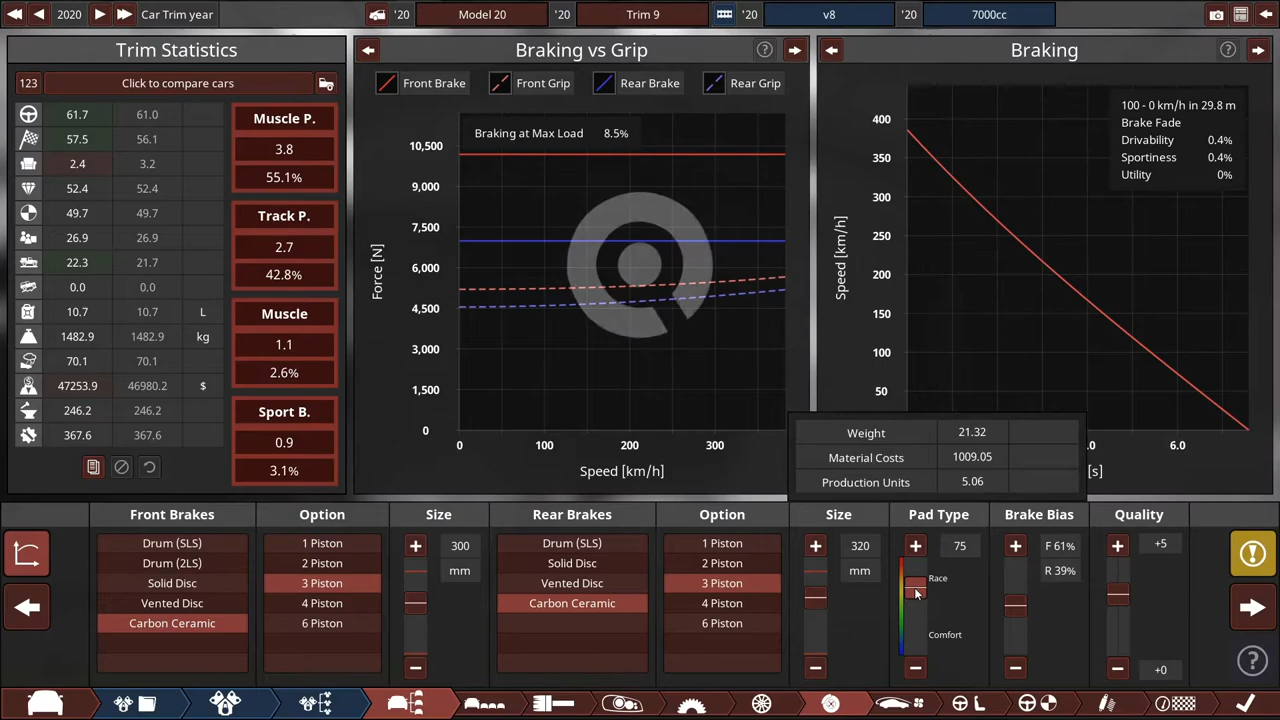 2020
Car Trim year
'20
Model 20
'20
Trim 9
'20
v8
'20
7000cc
Trim Statistics
123
Click to compare cars
61.7 61.0
57.5 56.1
2.4 3.2
52.4 52.4
49.7 49.7
26.9 26.9
22.3 21.7
0.0 0.0
10.7 10.7 L
1482.9 1482.9 kg
70.1 70.1
47253.9 46980.2 $
246.2 246.2
367.6 367.6
Muscle P.
3.8
55.1%
Track P.
2.7
42.8%
Muscle
1.1
2.6%
Sport B.
0.9
3.1%
Braking vs Grip
?
Front Brake
Front Grip
Rear Brake
Rear Grip
Braking at Max Load 8.5%
10,500
9,000
7,500
6,000
4,500
3,000
1,500
0
Force [N]
0 100 200 300
Speed [km/h]
Braking
?
100 - 0 km/h in 29.8 m
Brake Fade
Drivability 0.4%
Sportiness 0.4%
Utility 0%
400
350
300
250
200
150
100
50
Speed [km/h]
.0 6.0
[s]
Weight 21.32
Material Costs 1009.05
Production Units 5.06
Front Brakes
Drum (SLS)
Drum (2LS)
Solid Disc
Vented Disc
Carbon Ceramic
Option
1 Piston
2 Piston
3 Piston
4 Piston
6 Piston
Size
300
mm
Rear Brakes
Drum (SLS)
Solid Disc
Vented Disc
Carbon Ceramic
Option
1 Piston
2 Piston
3 Piston
4 Piston
6 Piston
Size
320
mm
Pad Type
75
Race
Comfort
Brake Bias
F 61%
R 39%
Quality
+5
+0
?